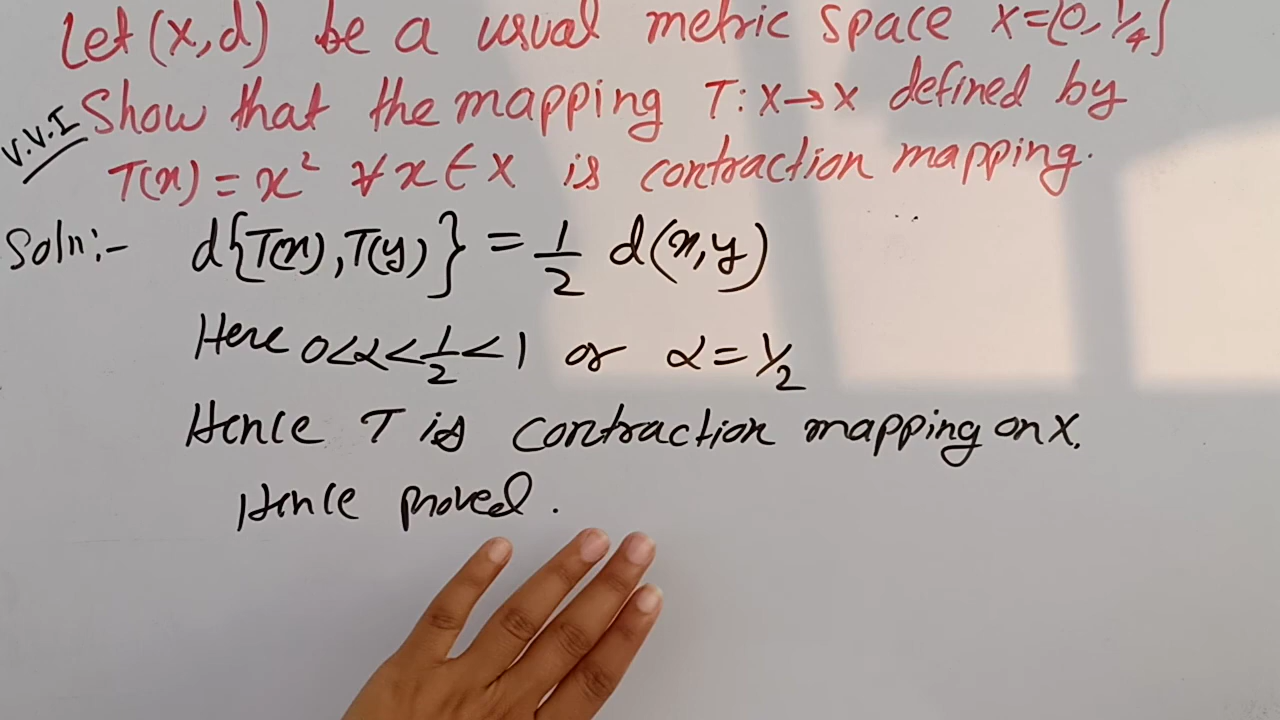 Let (X,d) be a usual metric space X=[0,1/4]
V.V.I Show that the mapping T:X→X defined by
T(x) = x² ∀ x ∈ X is contraction mapping.
Soln:- d{T(x),T(y)} = 1/2 d(x,y)
Here 0<α<1/2<1 or α=1/2
Hence T is contraction mapping on X.
Hence proved.